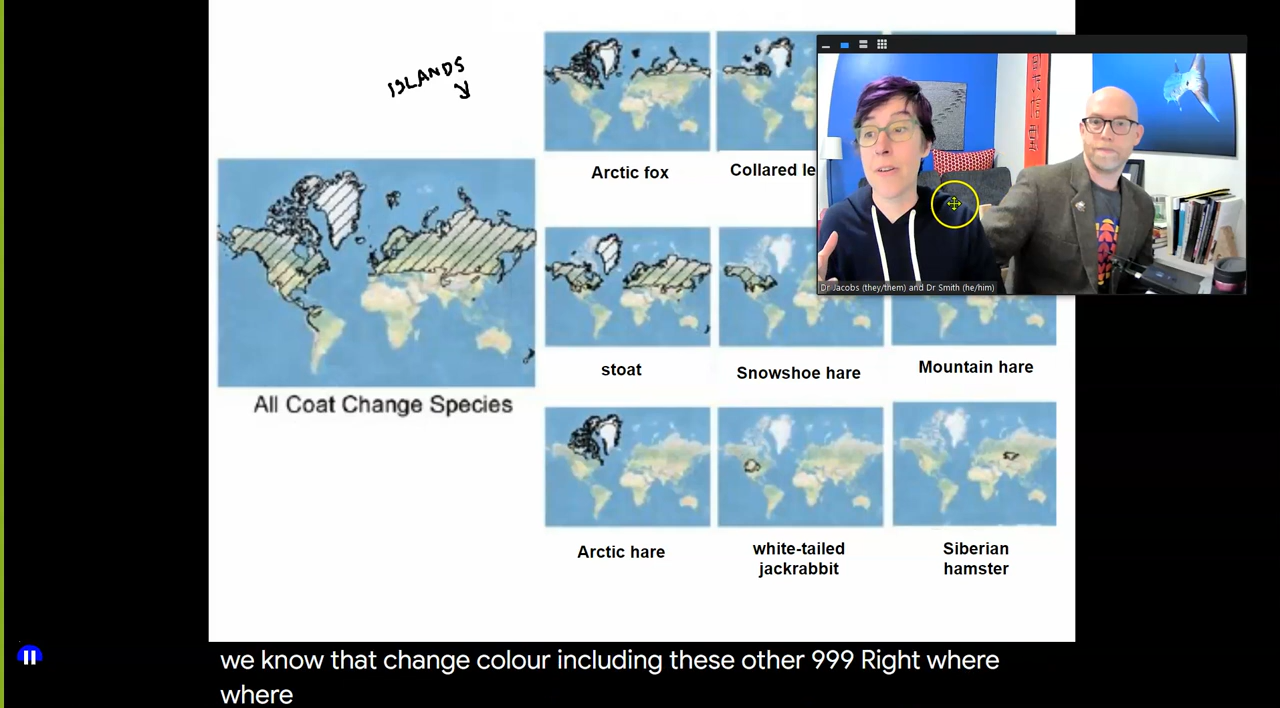 ISLANDS
Arctic fox
Collared le
All Coat Change Species
stoat
Snowshoe hare
Mountain hare
Arctic hare
white-tailed
jackrabbit
Siberian
hamster
Dr Jacobs (they/them) and Dr Smith (he/him)
we know that change colour including these other 999 Right where
where